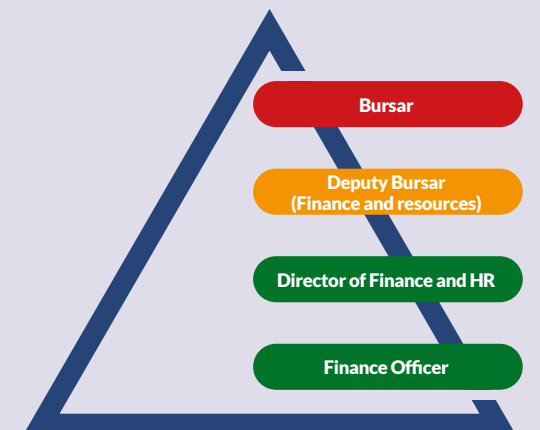 Bursar
Deputy Bursar
(Finance and resources)
Director of Finance and HR
Finance Officer